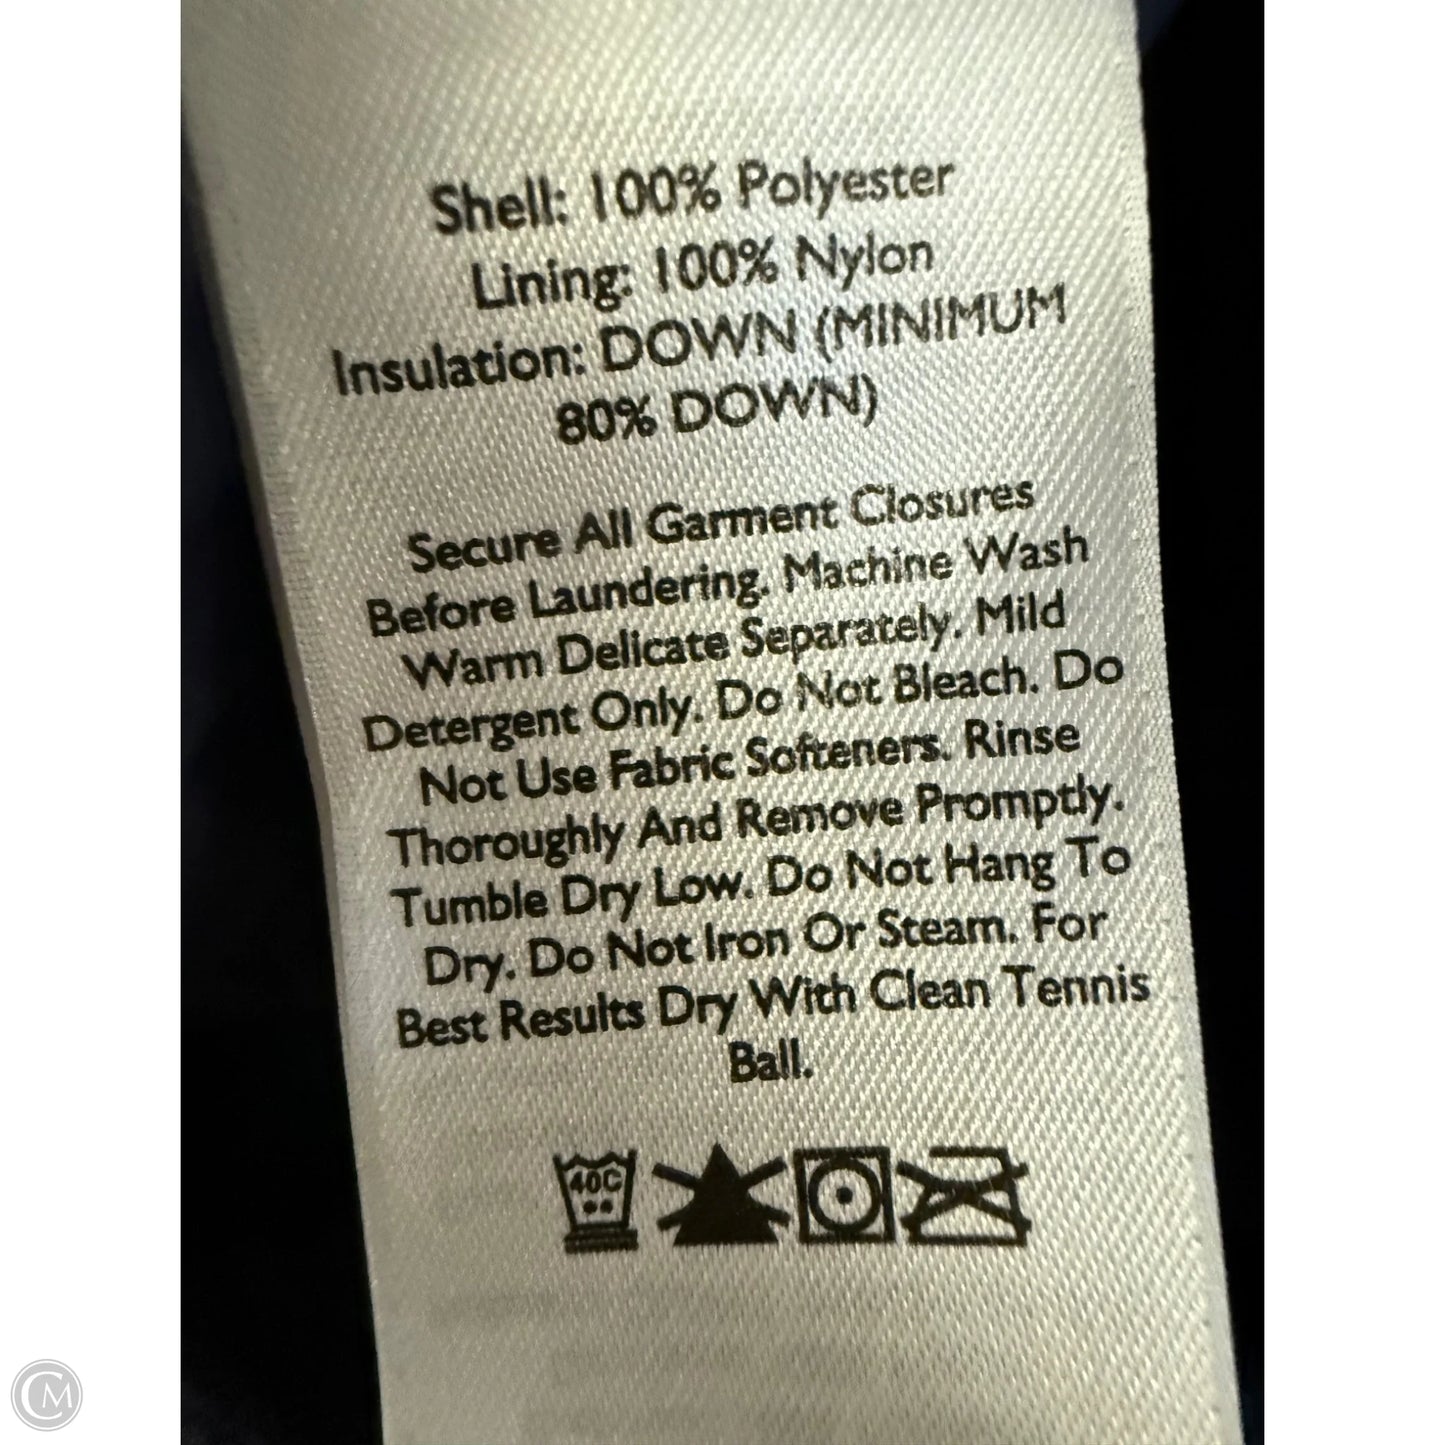 Shell: 100% Polyester
Lining: 100% Nylon
Insulation: DOWN (MINIMUM
80% DOWN)
Secure All Garment Closures
Before Laundering. Machine Wash
Warm Delicate Separately. Mild
Detergent Only. Do Not Bleach. Do
Not Use Fabric Softeners. Rinse
Thoroughly And Remove Promptly.
Tumble Dry Low. Do Not Hang To
Dry. Do Not Iron Or Steam. For
Best Results Dry With Clean Tennis
Ball.
40C
CM